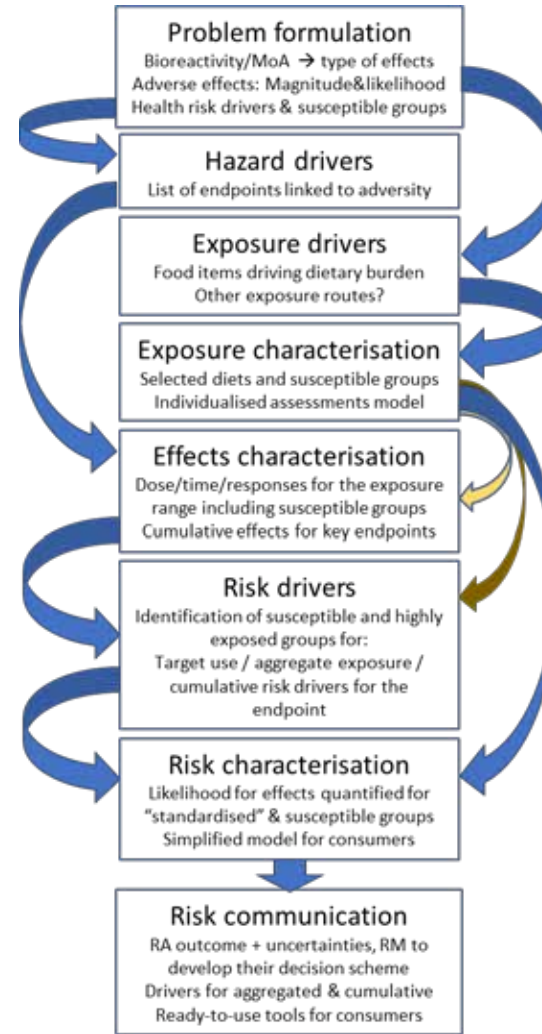 Problem formulation
Bioreactivity/MoA → type of effects
Adverse effects: Magnitude&likelihood
Health risk drivers & susceptible groups
Hazard drivers
List of endpoints linked to adversity
Exposure drivers
Food items driving dietary burden
Other exposure routes?
Exposure characterisation
Selected diets and susceptible groups
Individualised assessments model
Effects characterisation
Dose/time/responses for the exposure
range including susceptible groups
Cumulative effects for key endpoints
Risk drivers
Identification of susceptible and highly
exposed groups for:
Target use / aggregate exposure /
cumulative risk drivers for the
endpoint
Risk characterisation
Likelihood for effects quantified for
“standardised” & susceptible groups
Simplified model for consumers
Risk communication
RA outcome + uncertainties, RM to
develop their decision scheme
Drivers for aggregated & cumulative
Ready-to-use tools for consumers